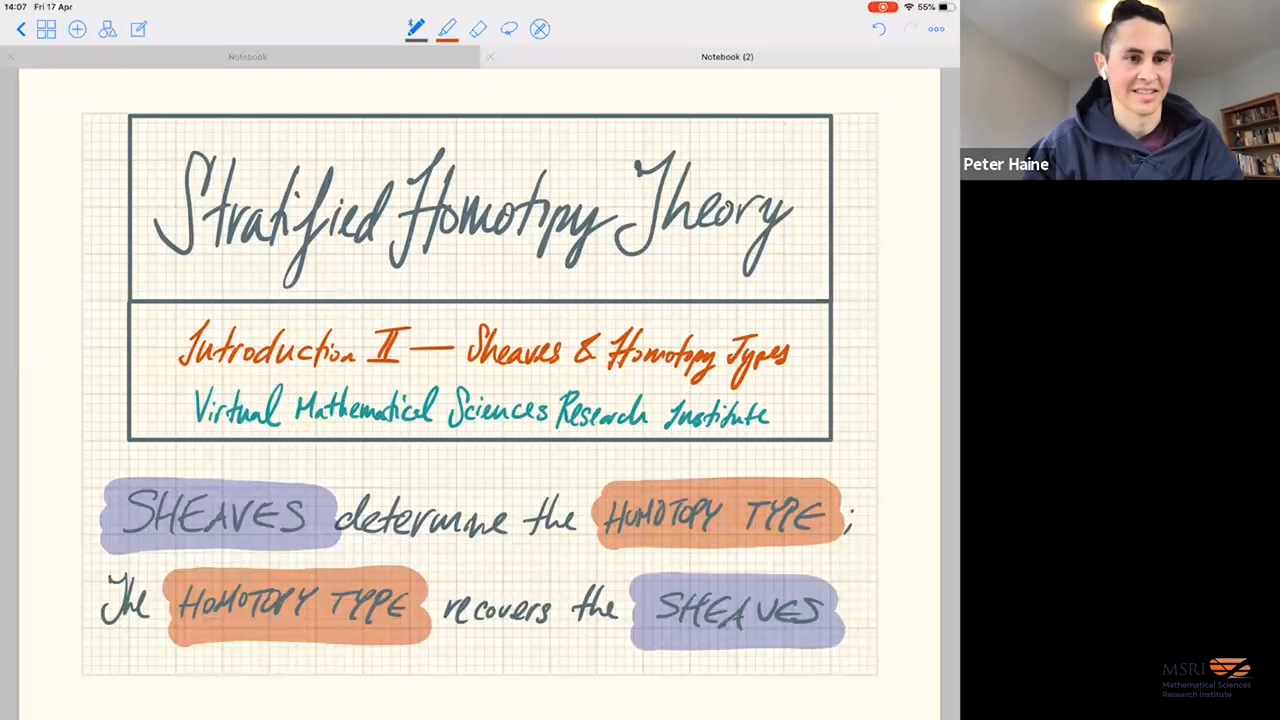 14:07 Fri 17 Apr
55%
Notebook
Notebook (2)
Stratified Homotopy Theory
Introduction II — Sheaves & Homotopy Types
Virtual Mathematical Sciences Research Institute
SHEAVES determine the HOMOTOPY TYPE ;
The HOMOTOPY TYPE recovers the SHEAVES
Peter Haine
MSRI
Mathematical Sciences
Research Institute